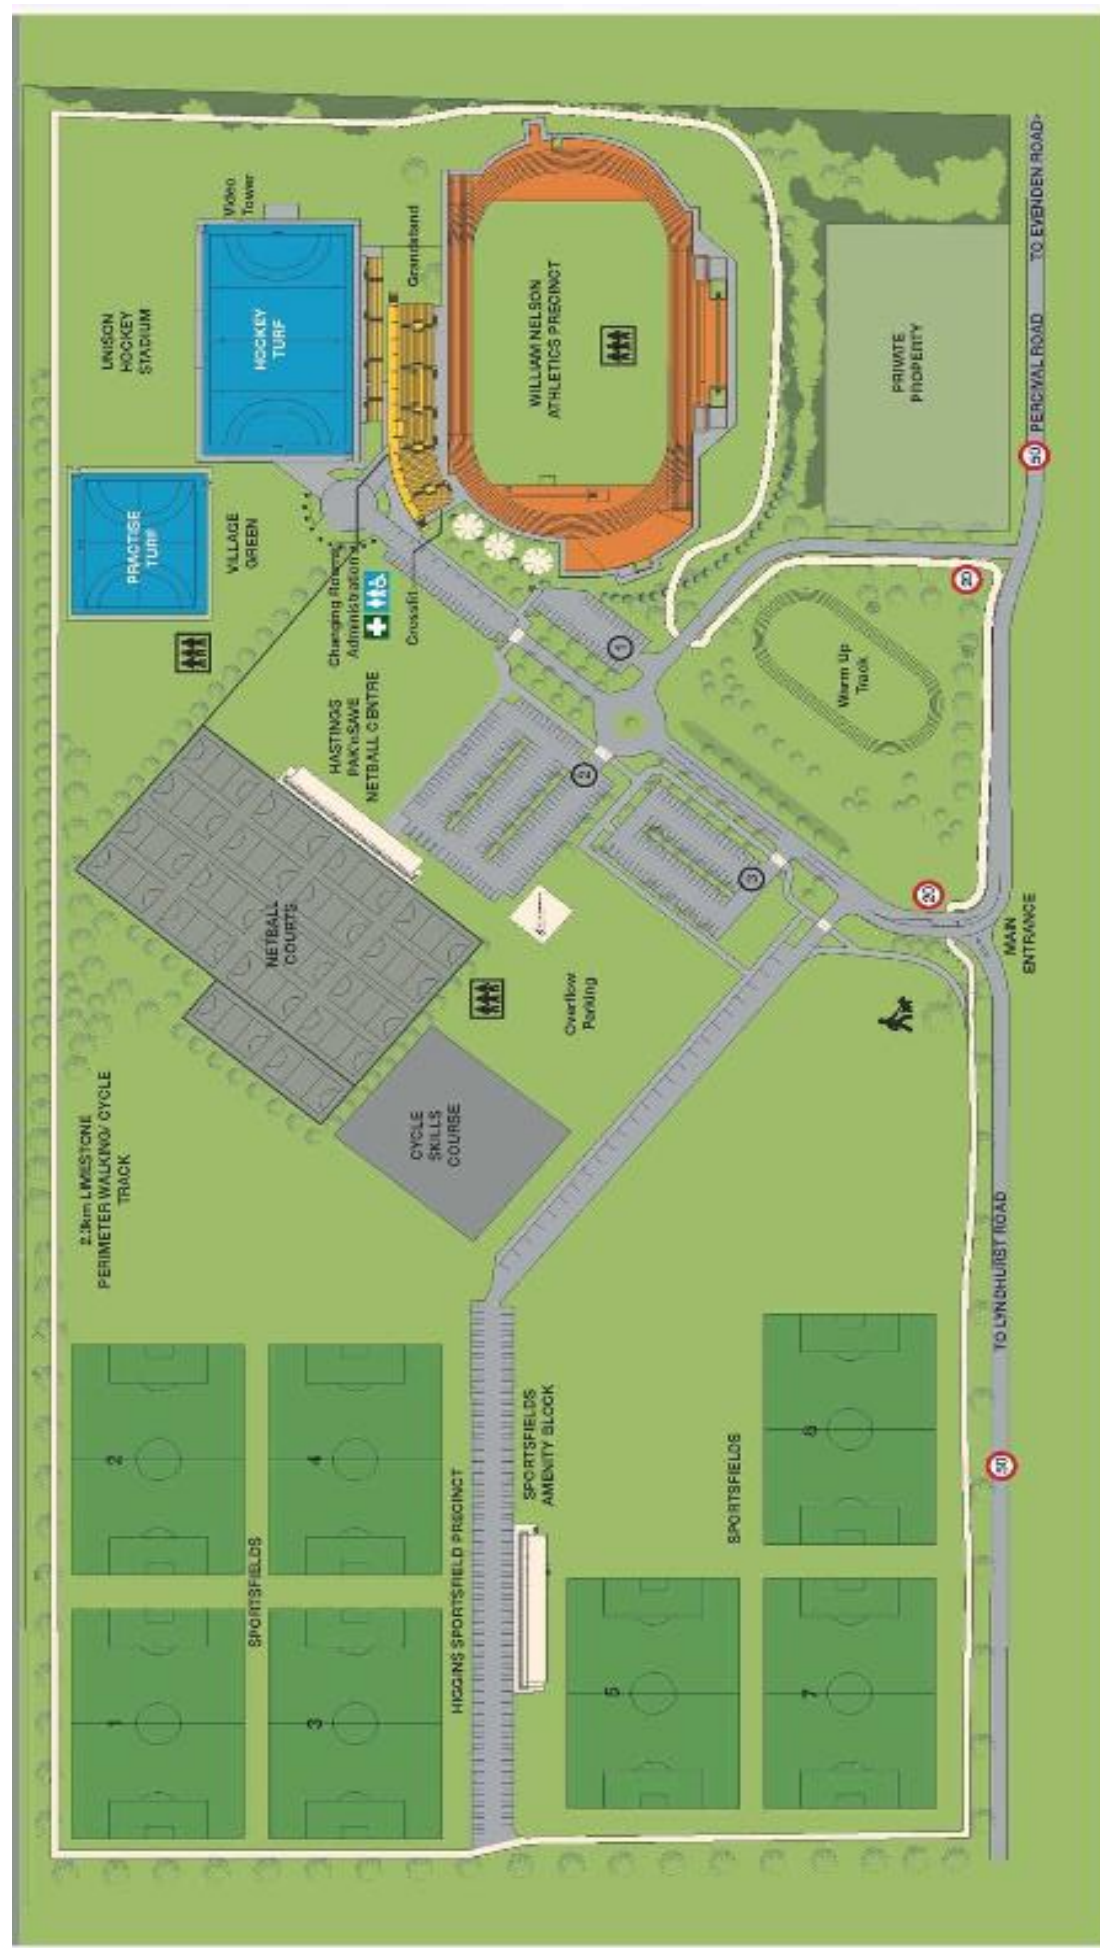 UNISON
HOCKEY
STADIUM
Video
Tower
HOCKEY
TURF
Grandstand
WILLIAM NELSON
ATHLETICS PRECINCT
PRIVATE
PROPERTY
TO EVENDEN ROAD
PERCIVAL ROAD
50
PRACTISE
TURF
VILLAGE
GREEN
Changing Rooms
Administration
Crossfit
HASTINGS
PAK'nSAVE
NETBALL CENTRE
1
2
3
Warm Up
Track
20
20
NETBALL
COURTS
Overflow
Parking
MAIN
ENTRANCE
CYCLE
SKILLS
COURSE
PERIMETER WALKING/ CYCLE
TRACK
TO LYNDHURST ROAD
50
2
4
1
3
SPORTSFIELDS
HIGGINS SPORTSFIELD PRECINCT
SPORTSFIELDS
AMENITY BLOCK
SPORTSFIELDS
5
7